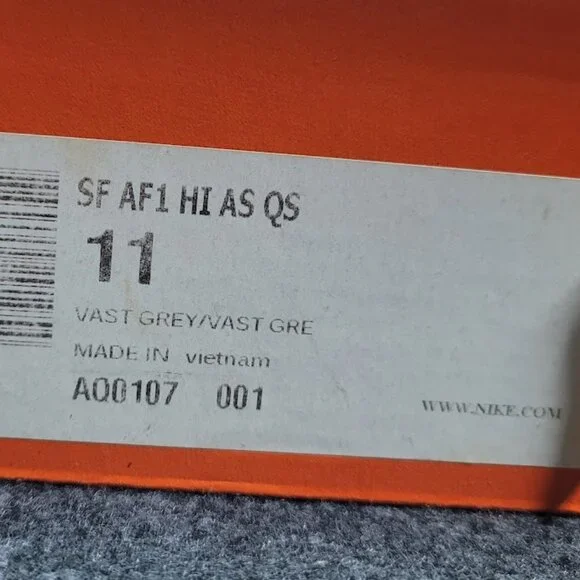 SF AF1 HI AS QS
11
VAST GREY/VAST GRE
MADE IN vietnam
AQ0107 001
WWW.NIKE.COM